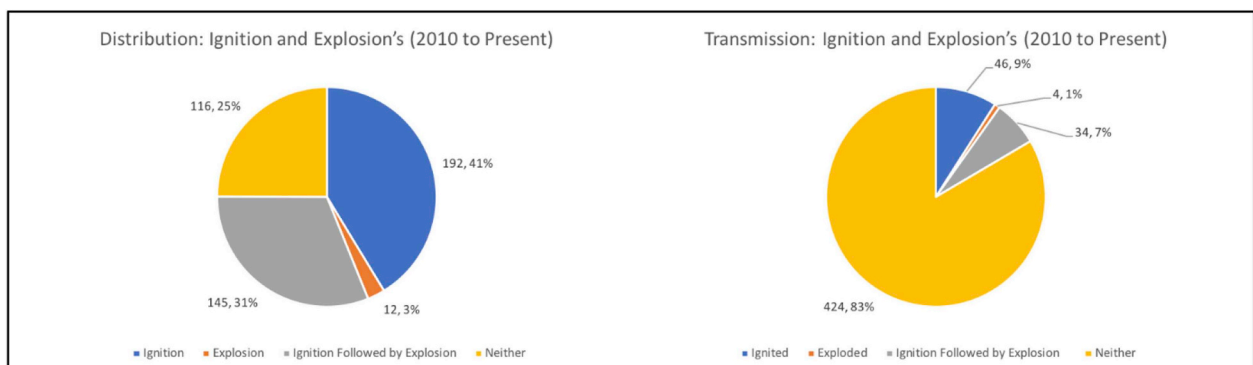 Distribution: Ignition and Explosion's (2010 to Present)
116, 25%
192, 41%
145, 31%
12, 3%
Ignition Explosion Ignition Followed by Explosion Neither
Transmission: Ignition and Explosion's (2010 to Present)
46, 9%
4, 1%
34, 7%
424, 83%
Ignited Exploded Ignition Followed by Explosion Neither